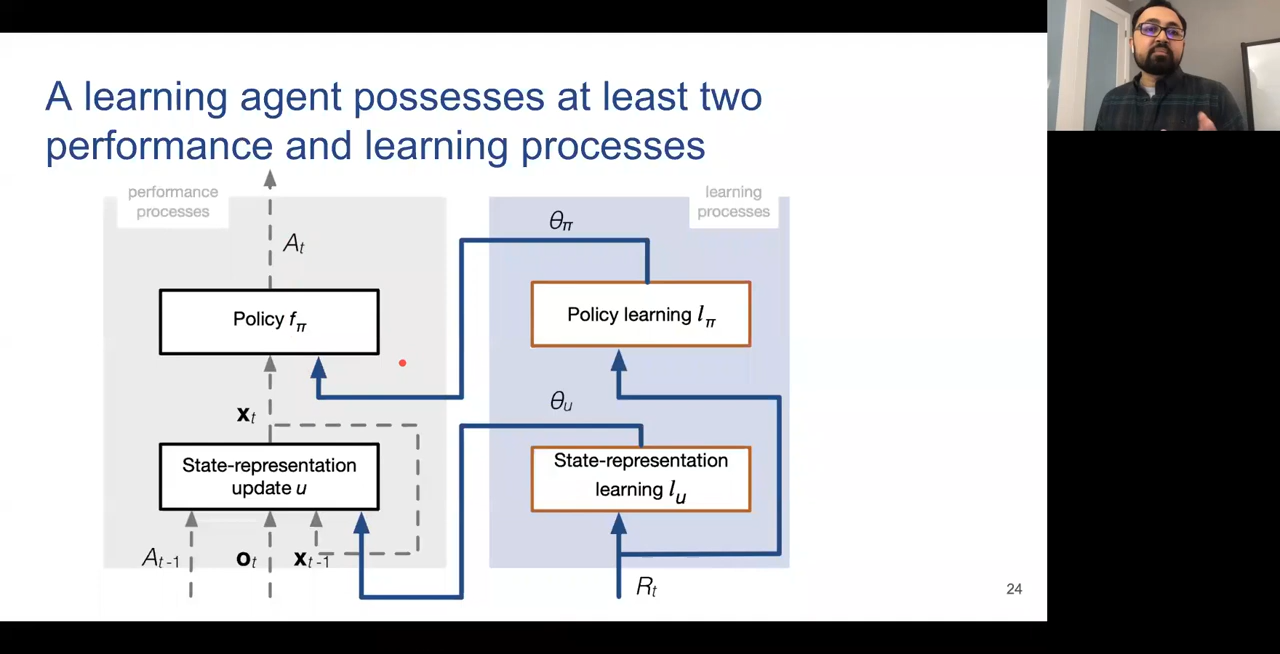 A learning agent possesses at least two
performance and learning processes
performance
processes
learning
processes
θπ
At
Policy fπ
Policy learning lπ
xt
θu
State-representation
update u
State-representation
learning lu
At-1
ot
xt-1
Rt
24